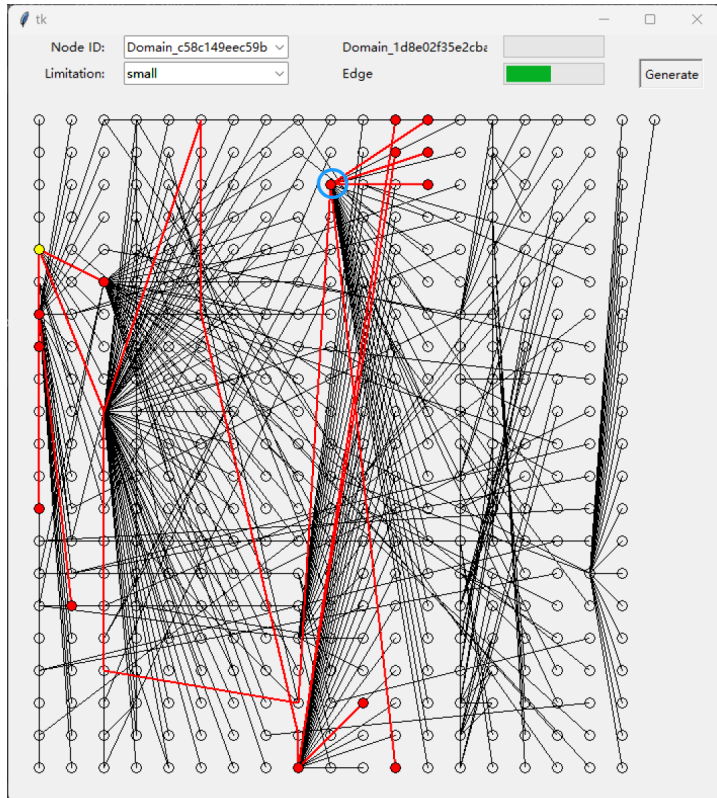 tk
Node ID: Domain_c58c149eec59b Domain_1d8e02f35e2cba
Limitation: small Edge Generate